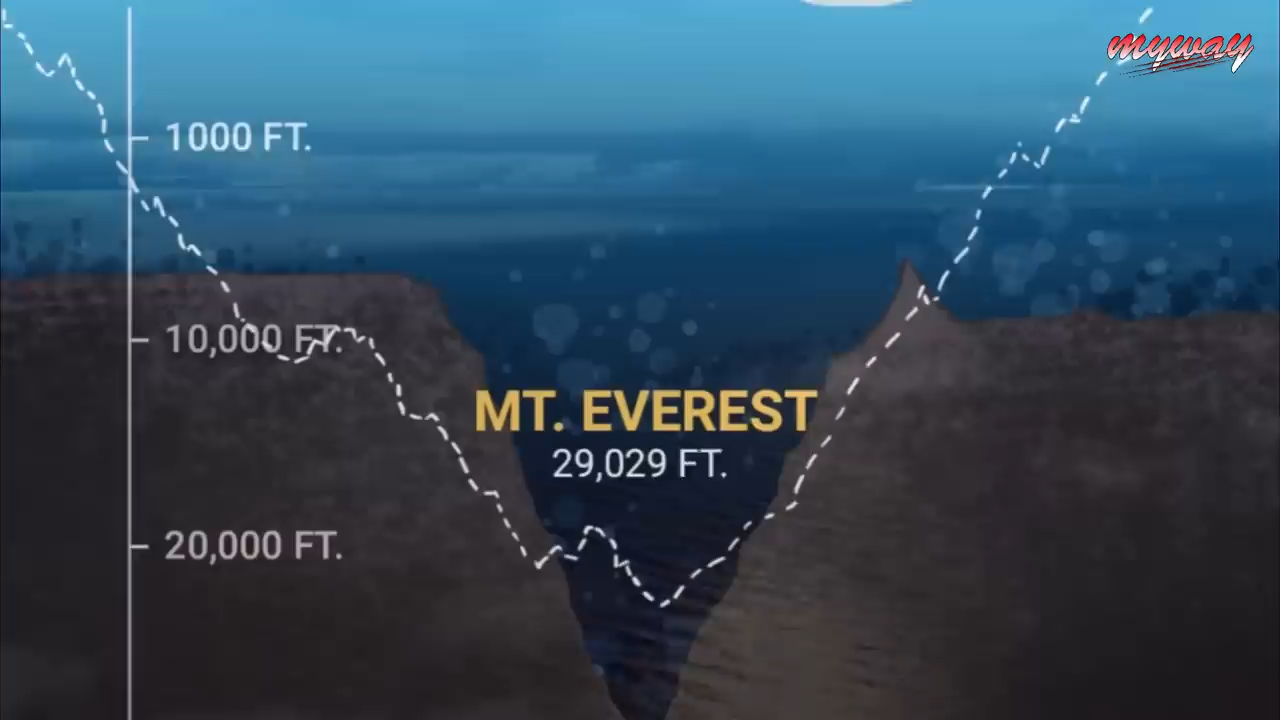 myway
1000 FT.
10,000 FT.
MT. EVEREST
29,029 FT.
20,000 FT.